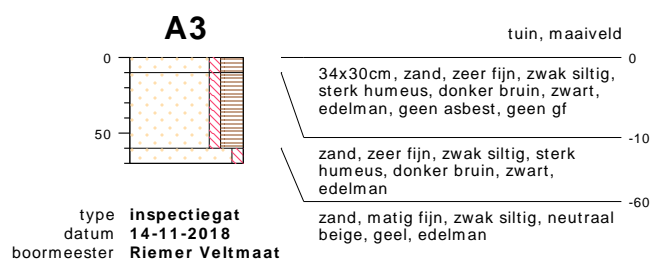 A3
tuin, maaiveld
0
0
34x30cm, zand, zeer fijn, zwak siltig,
sterk humeus, donker bruin, zwart,
edelman, geen asbest, geen gf
50
-10
zand, zeer fijn, zwak siltig, sterk
humeus, donker bruin, zwart,
edelman
-60
zand, matig fijn, zwak siltig, neutraal
beige, geel, edelman
type inspectiegat
datum 14-11-2018
boormeester Riemer Veltmaat